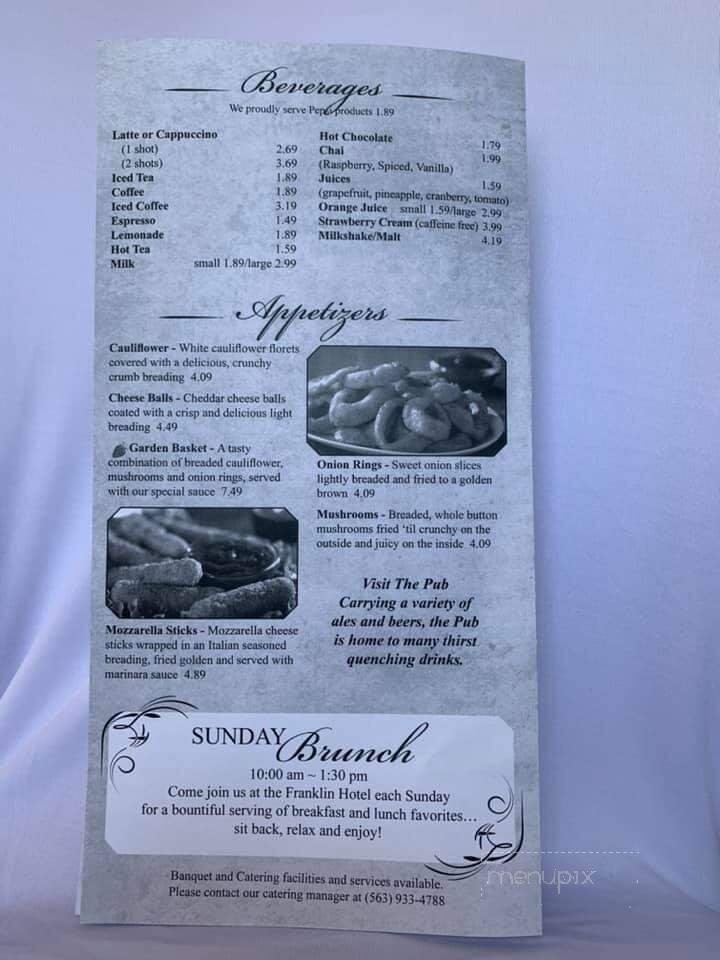 Beverages
We proudly serve Pepsi products 1.89
Latte or Cappuccino
(1 shot) 2.69
(2 shots) 3.69
Iced Tea 1.89
Coffee 1.89
Iced Coffee 3.19
Espresso 1.49
Lemonade 1.89
Hot Tea 1.59
Milk small 1.89/large 2.99
Hot Chocolate 1.79
Chai 1.99
(Raspberry, Spiced, Vanilla)
Juices 1.59
(grapefruit, pineapple, cranberry, tomato)
Orange Juice small 1.59/large 2.99
Strawberry Cream (caffeine free) 3.99
Milkshake/Malt 4.19
Appetizers
Cauliflower - White cauliflower florets
covered with a delicious, crunchy
crumb breading 4.09
Cheese Balls - Cheddar cheese balls
coated with a crisp and delicious light
breading 4.49
Garden Basket - A tasty
combination of breaded cauliflower,
mushrooms and onion rings, served
with our special sauce 7.49
Mozzarella Sticks - Mozzarella cheese
sticks wrapped in an Italian seasoned
breading, fried golden and served with
marinara sauce 4.89
Onion Rings - Sweet onion slices
lightly breaded and fried to a golden
brown 4.09
Mushrooms - Breaded, whole button
mushrooms fried ‘til crunchy on the
outside and juicy on the inside 4.09
Visit The Pub
Carrying a variety of
ales and beers, the Pub
is home to many thirst
quenching drinks.
SUNDAY Brunch
10:00 am ~ 1:30 pm
Come join us at the Franklin Hotel each Sunday
for a bountiful serving of breakfast and lunch favorites…
sit back, relax and enjoy!
Banquet and Catering facilities and services available.
Please contact our catering manager at (563) 933-4788
menupix